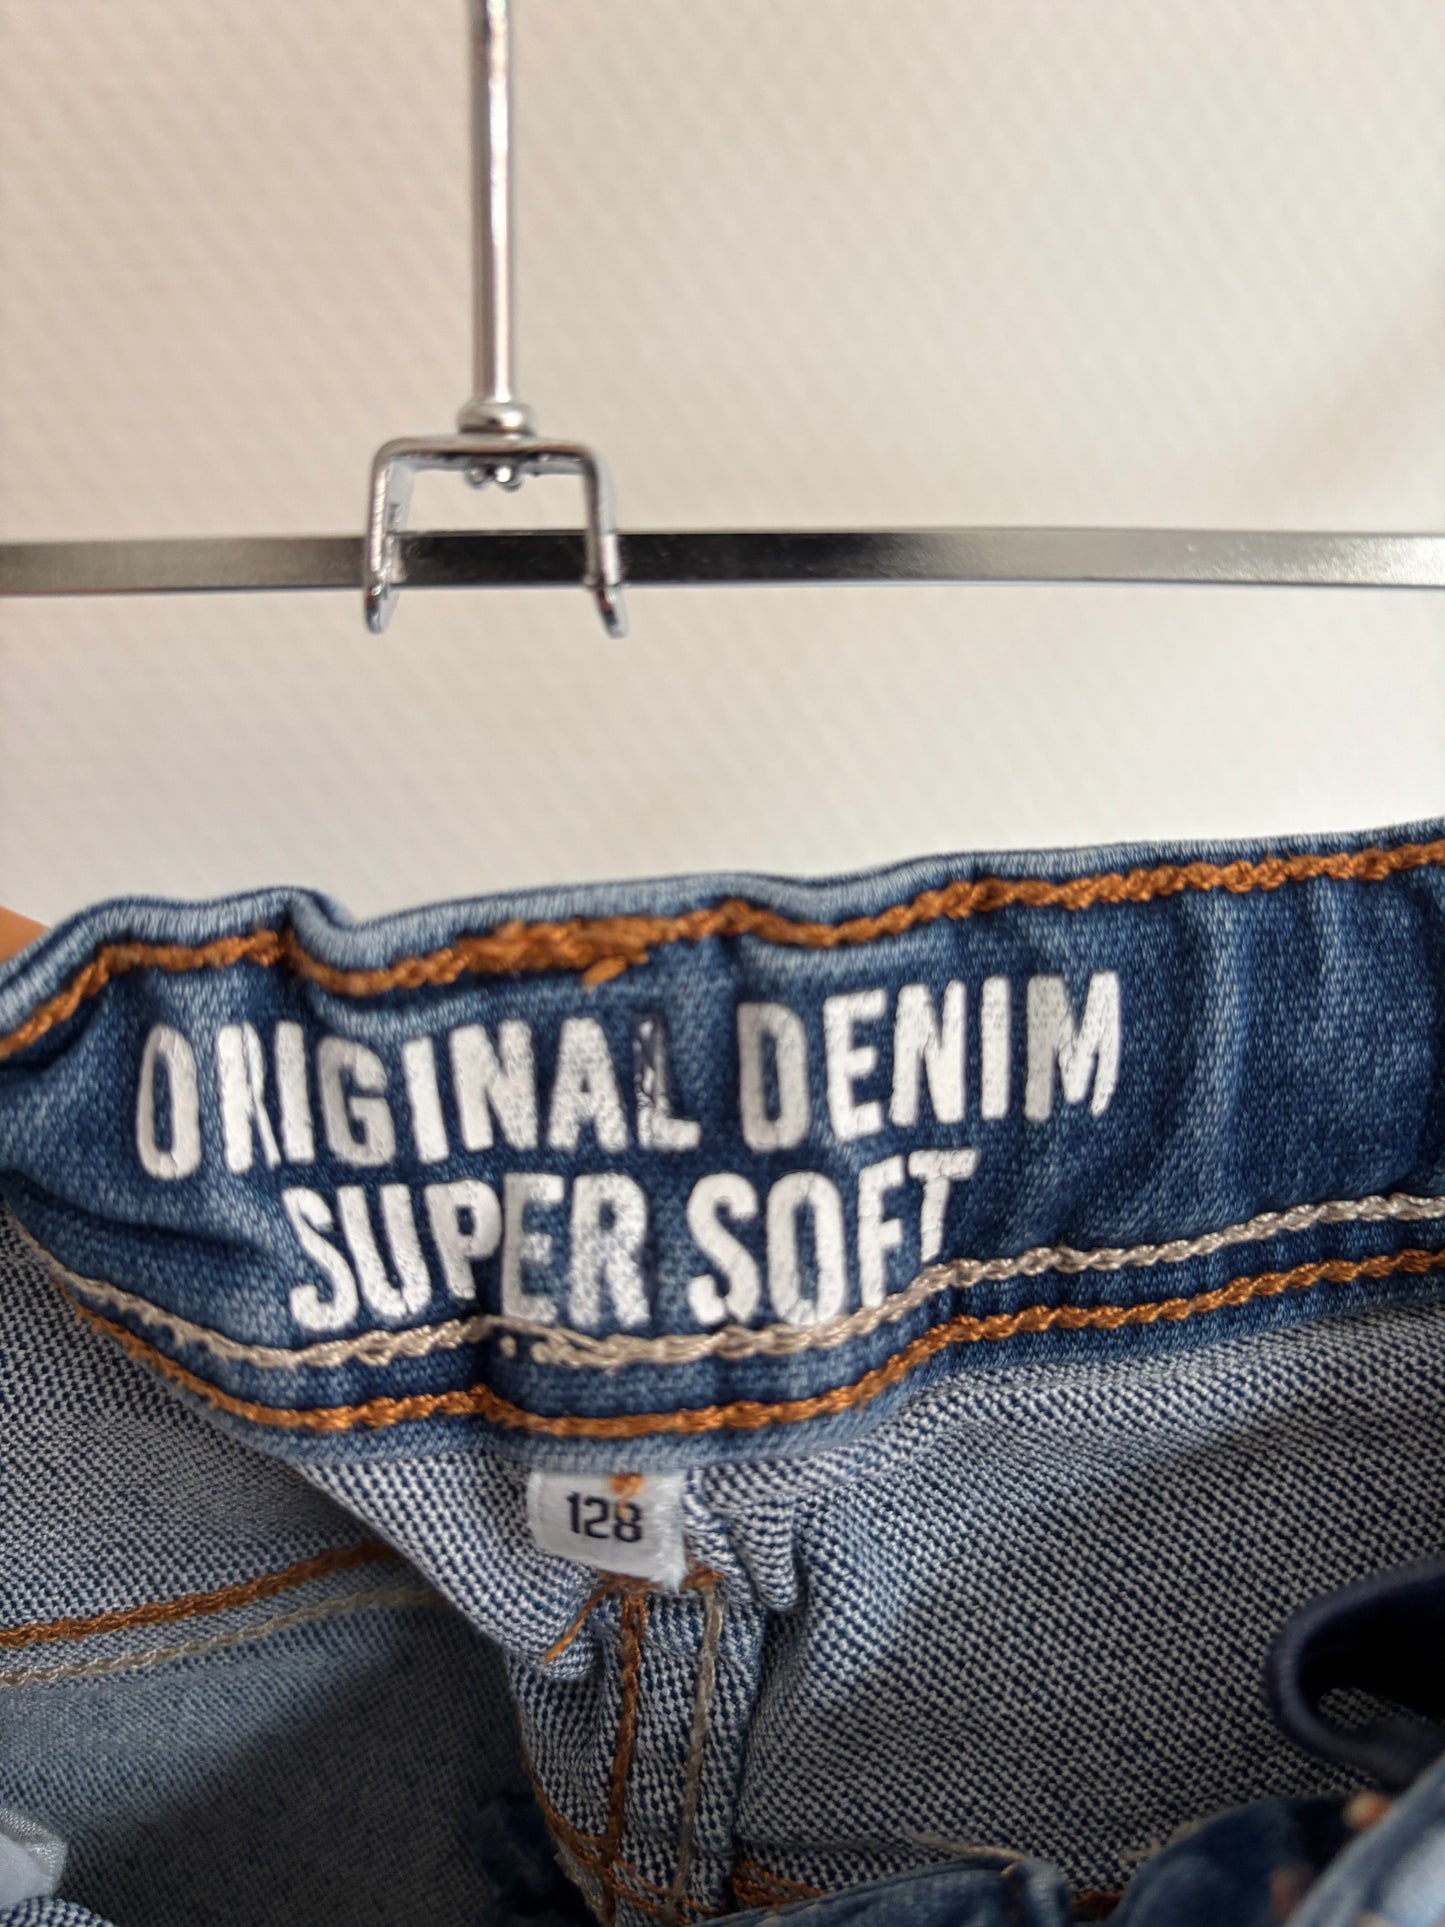 ORIGINAL DENIM
SUPER SOFT
128